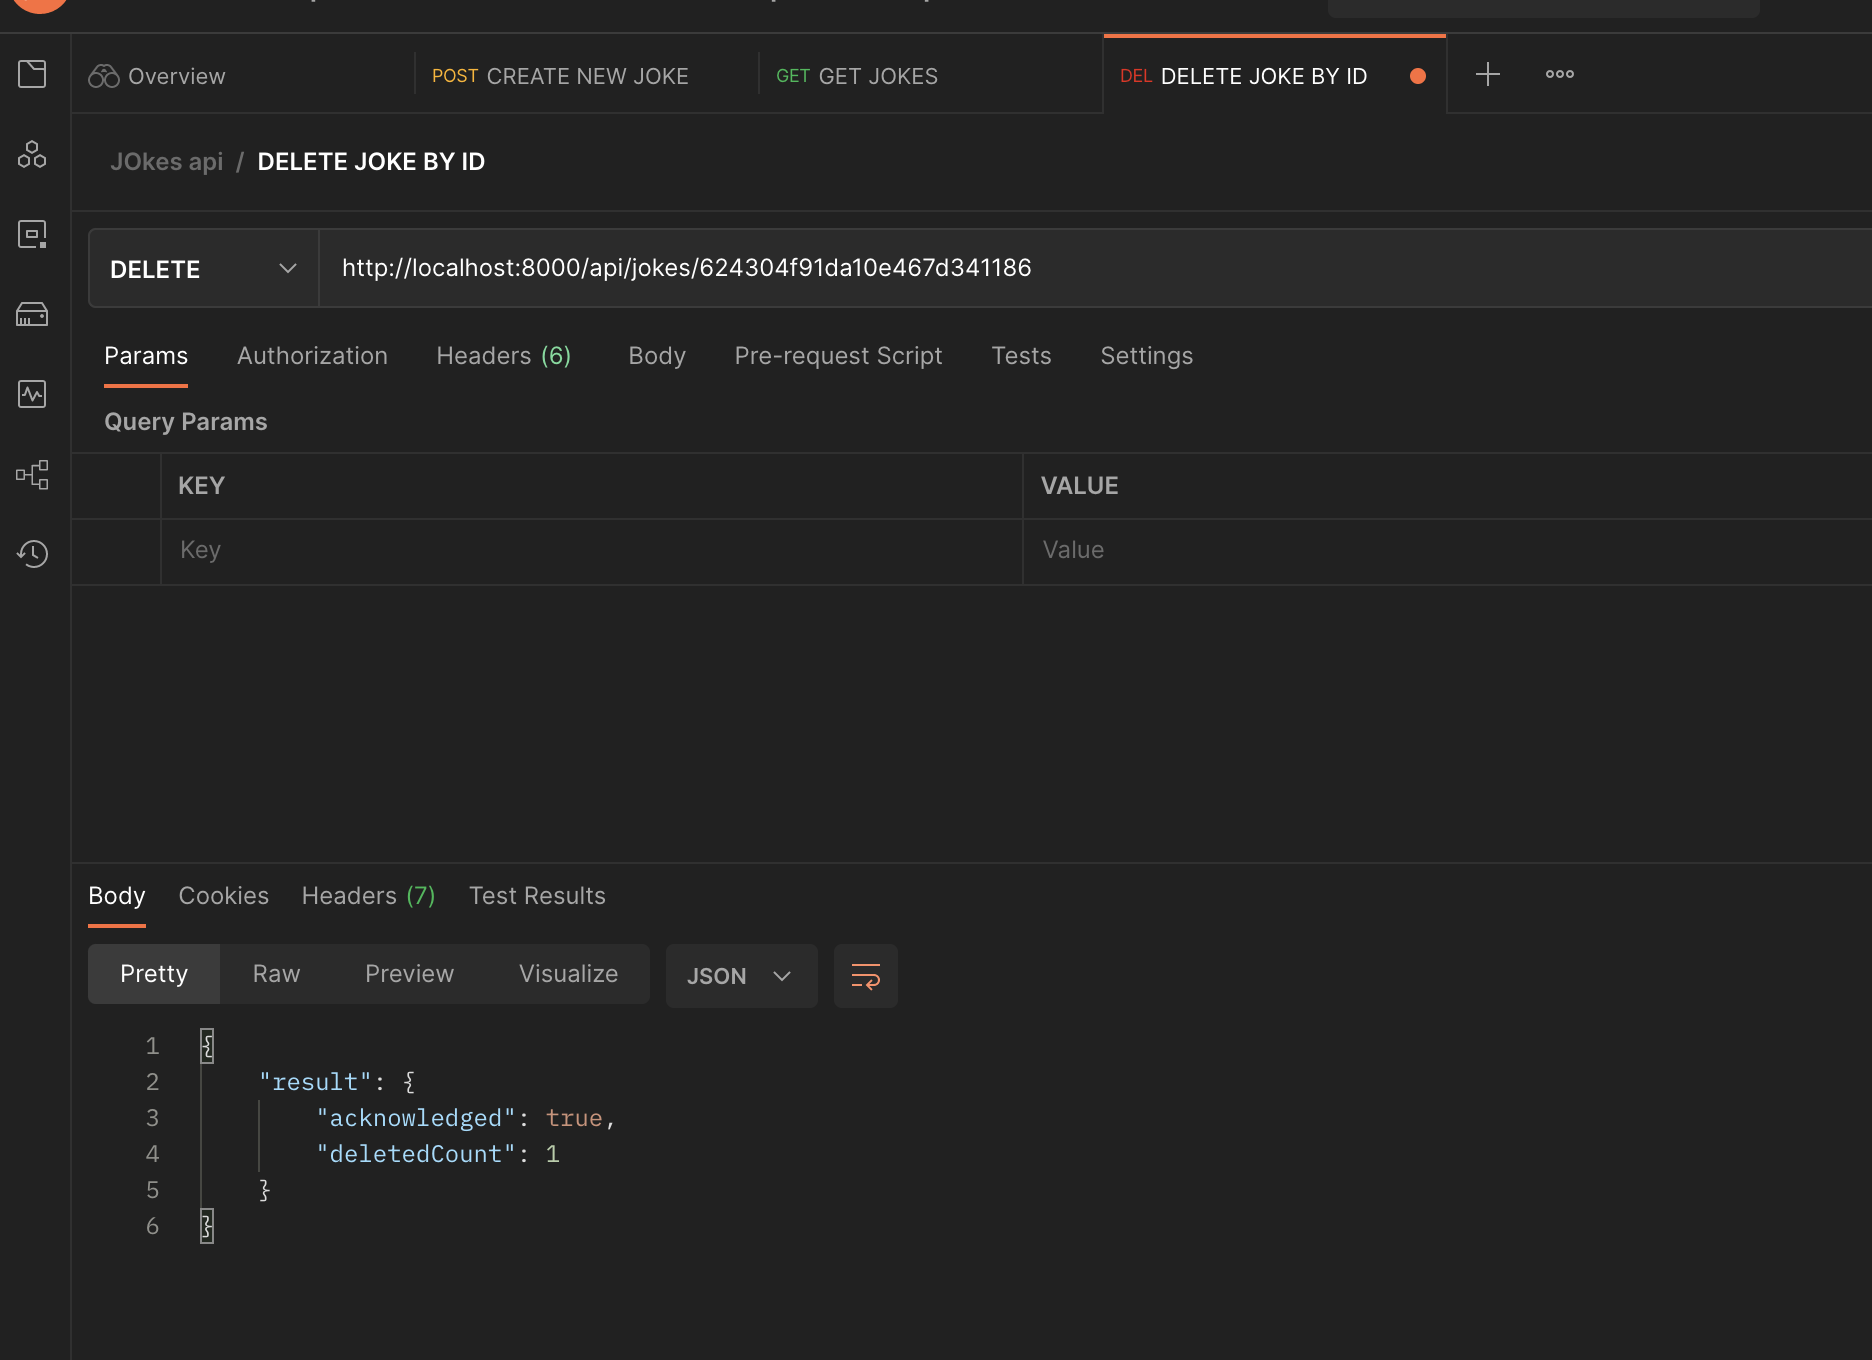 Overview
POST CREATE NEW JOKE
GET GET JOKES
DEL DELETE JOKE BY ID
JOkes api / DELETE JOKE BY ID
DELETE
http://localhost:8000/api/jokes/624304f91da10e467d341186
Params Authorization Headers (6) Body Pre-request Script Tests Settings
Query Params
KEY VALUE
Key Value
Body Cookies Headers (7) Test Results
Pretty Raw Preview Visualize JSON
1 {
2 "result": {
3 "acknowledged": true,
4 "deletedCount": 1
5 }
6 }